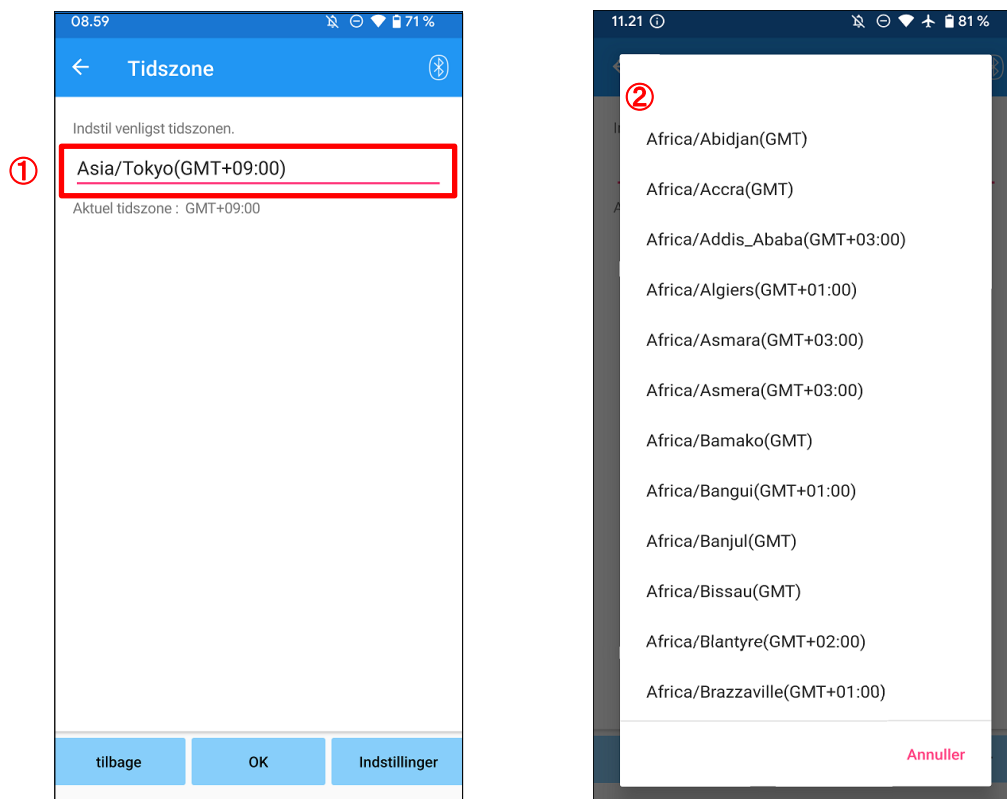 08.59 71 %
Tidszone
Indstil venligst tidszonen.
①
Asia/Tokyo(GMT+09:00)
Aktuel tidszone : GMT+09:00
tilbage OK Indstillinger
11.21 81 %
②
Africa/Abidjan(GMT)
Africa/Accra(GMT)
Africa/Addis_Ababa(GMT+03:00)
Africa/Algiers(GMT+01:00)
Africa/Asmara(GMT+03:00)
Africa/Asmera(GMT+03:00)
Africa/Bamako(GMT)
Africa/Bangui(GMT+01:00)
Africa/Banjul(GMT)
Africa/Bissau(GMT)
Africa/Blantyre(GMT+02:00)
Africa/Brazzaville(GMT+01:00)
Annuller